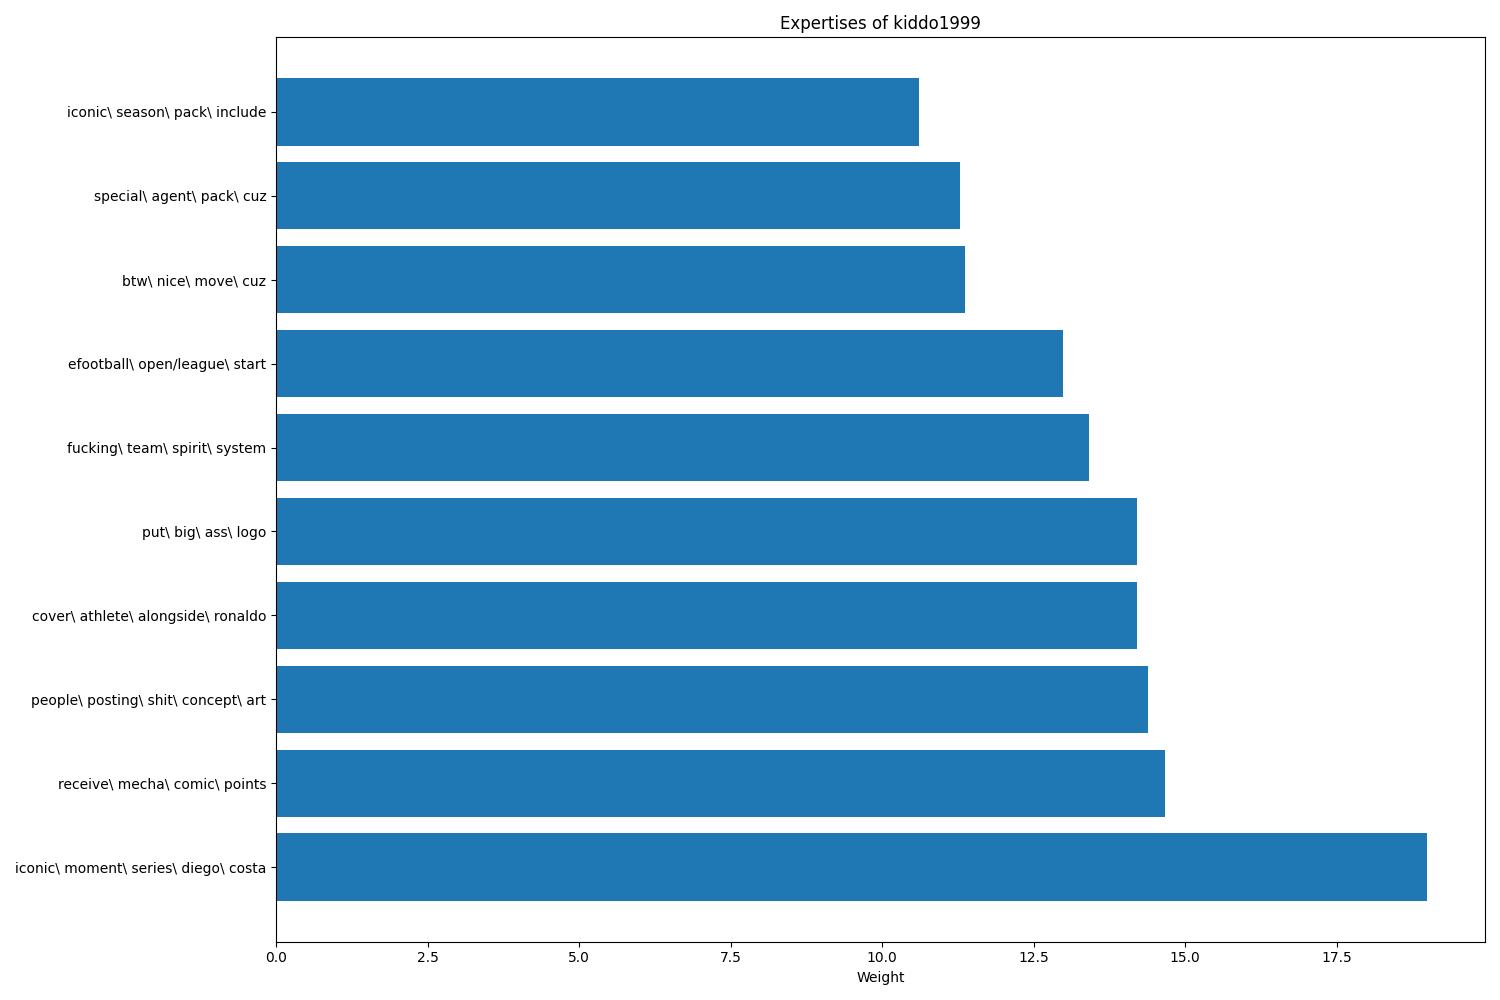 Expertises of kiddo1999
iconic\ season\ pack\ include
special\ agent\ pack\ cuz
btw\ nice\ move\ cuz
efootball\ open/league\ start
fucking\ team\ spirit\ system
put\ big\ ass\ logo
cover\ athlete\ alongside\ ronaldo
people\ posting\ shit\ concept\ art
receive\ mecha\ comic\ points
iconic\ moment\ series\ diego\ costa
0.0 2.5 5.0 7.5 10.0 12.5 15.0 17.5
Weight